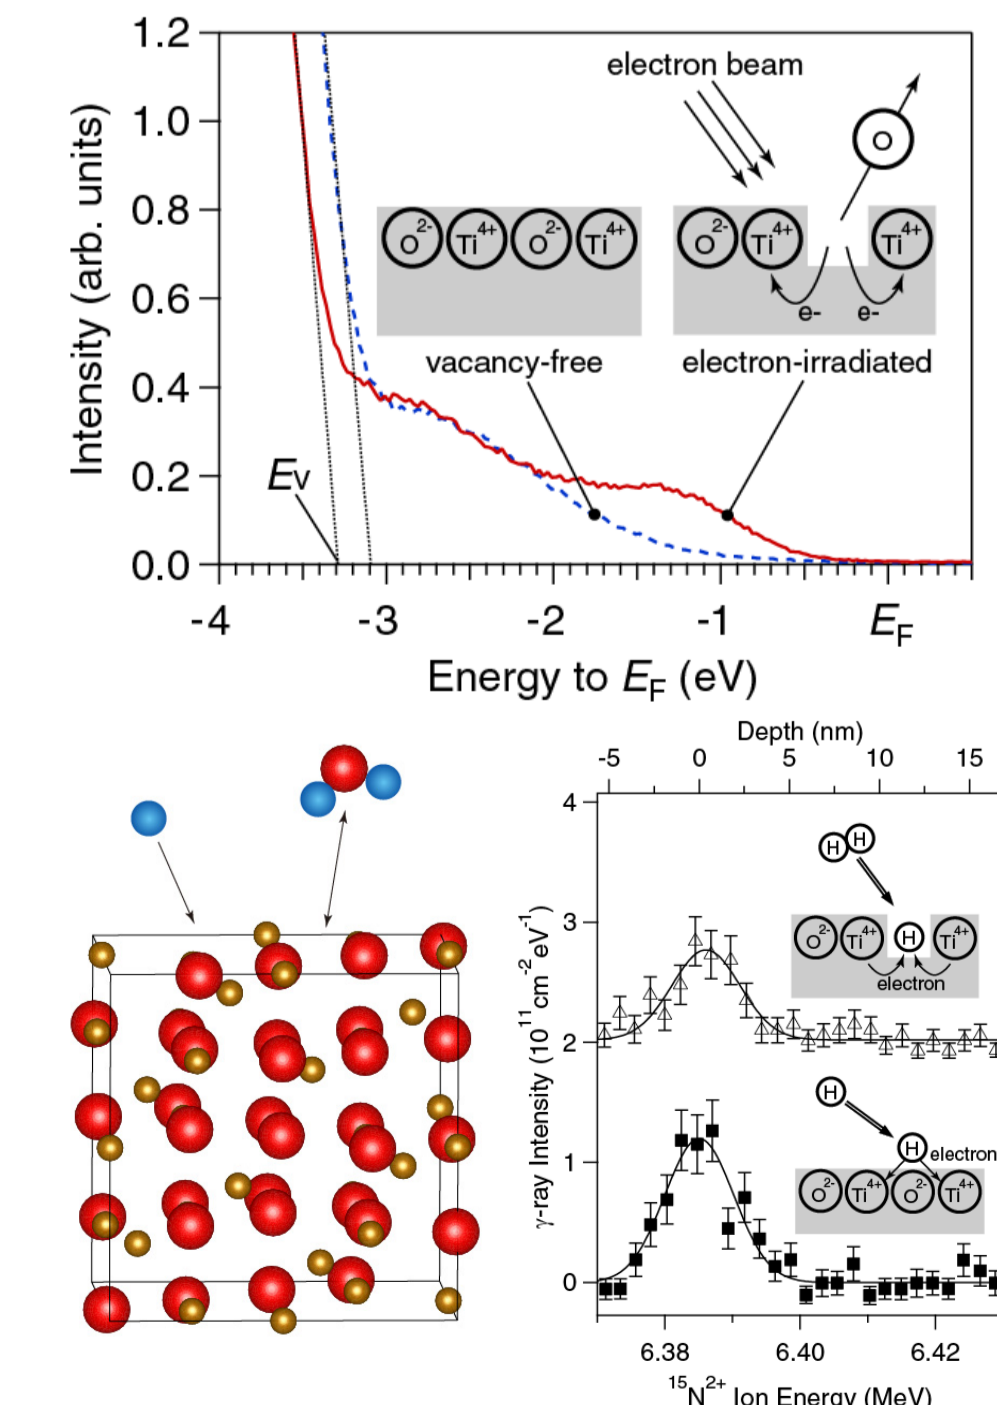 1.2
1.0
0.8
0.6
0.4
0.2
0.0
Intensity (arb. units)
electron beam
O
O2- Ti4+ O2- Ti4+
O2- Ti4+ Ti4+
e- e-
vacancy-free
electron-irradiated
EV
-4 -3 -2 -1 EF
Energy to EF (eV)
Depth (nm)
-5 0 5 10 15
4
3
2
1
0
γ-ray Intensity (10^11 cm^-2 eV^-1)
H H
O2- Ti4+ H Ti4+
electron
H
H electron
O2- Ti4+ O2- Ti4+
6.38 6.40 6.42
15N2+ Ion Energy (MeV)